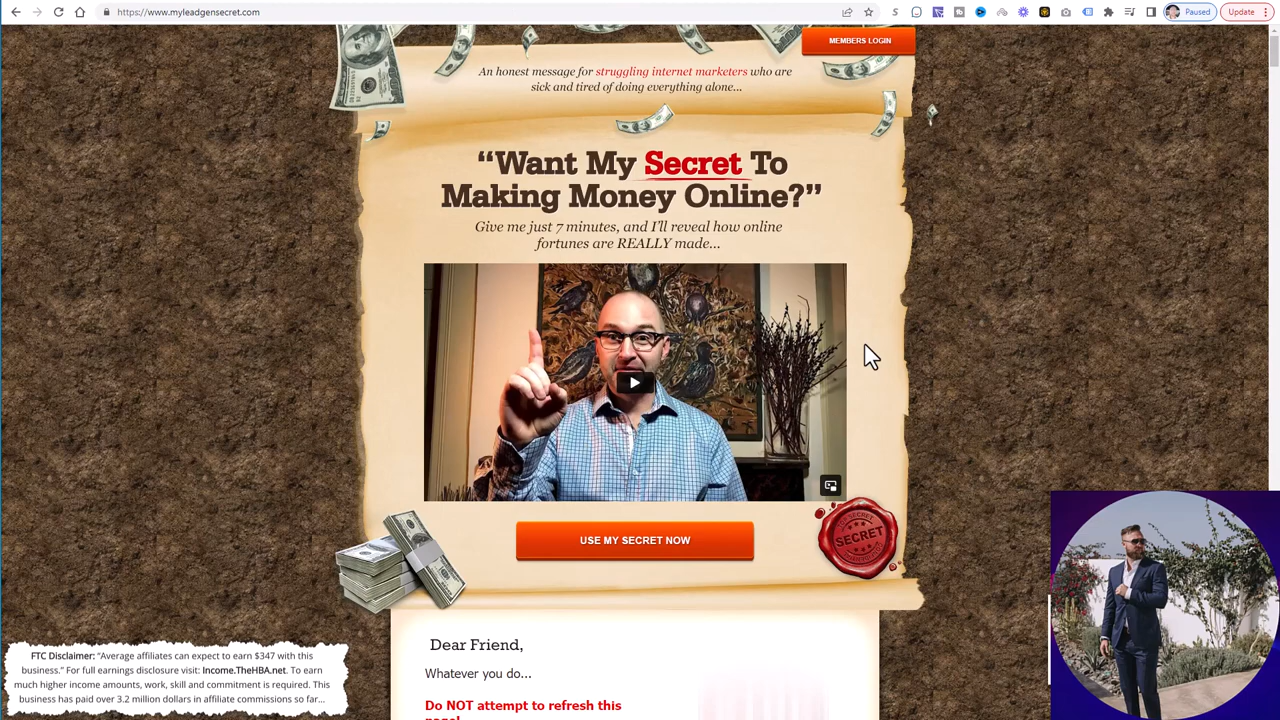 https://www.myleadgensecret.com
Paused
Update
MEMBERS LOGIN
An honest message for struggling internet marketers who are
sick and tired of doing everything alone...
“Want My Secret To
Making Money Online?”
Give me just 7 minutes, and I’ll reveal how online
fortunes are REALLY made...
USE MY SECRET NOW
SECRET
Dear Friend,
Whatever you do...
Do NOT attempt to refresh this
page!
FTC Disclaimer: “Average affiliates can expect to earn $347 with this
business.” For full earnings disclosure visit: Income.TheHBA.net. To earn
much higher income amounts, work, skill and commitment is required. This
business has paid over 3.2 million dollars in affiliate commissions so far...